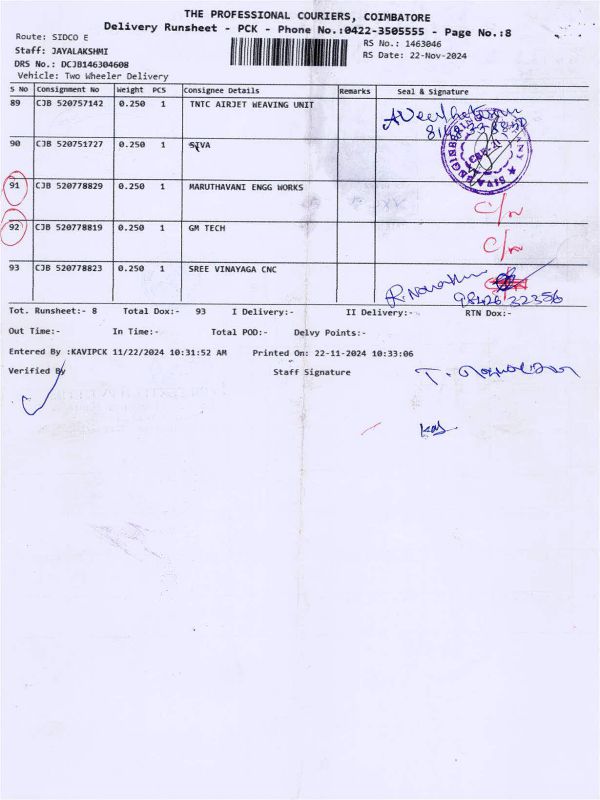 THE PROFESSIONAL COURIERS, COIMBATORE
Delivery Runsheet - PCK - Phone No.:0422-3505555 - Page No.:8
Route: SIDCO E
RS No.: 1463046
Staff: JAYALAKSHMI
RS Date: 22-Nov-2024
DRS No.: DCJB146304608
Vehicle: Two Wheeler Delivery
S No Consignment No Weight PCS Consignee Details Remarks Seal & Signature
89 CJB 520757142 0.250 1 TNTC AIRJET WEAVING UNIT
90 CJB 520751727 0.250 1 SIVA
91 CJB 520778829 0.250 1 MARUTHAVANI ENGG WORKS C/n
92 CJB 520778819 0.250 1 GM TECH C/n
93 CJB 520778823 0.250 1 SREE VINAYAGA CNC
98426 32356
Tot. Runsheet:- 8 Total Dox:- 93 I Delivery:- II Delivery:- RTN Dox:-
Out Time:- In Time:- Total POD:- Delvy Points:-
Entered By :KAVIPCK 11/22/2024 10:31:52 AM Printed On: 22-11-2024 10:33:06
Verified By Staff Signature